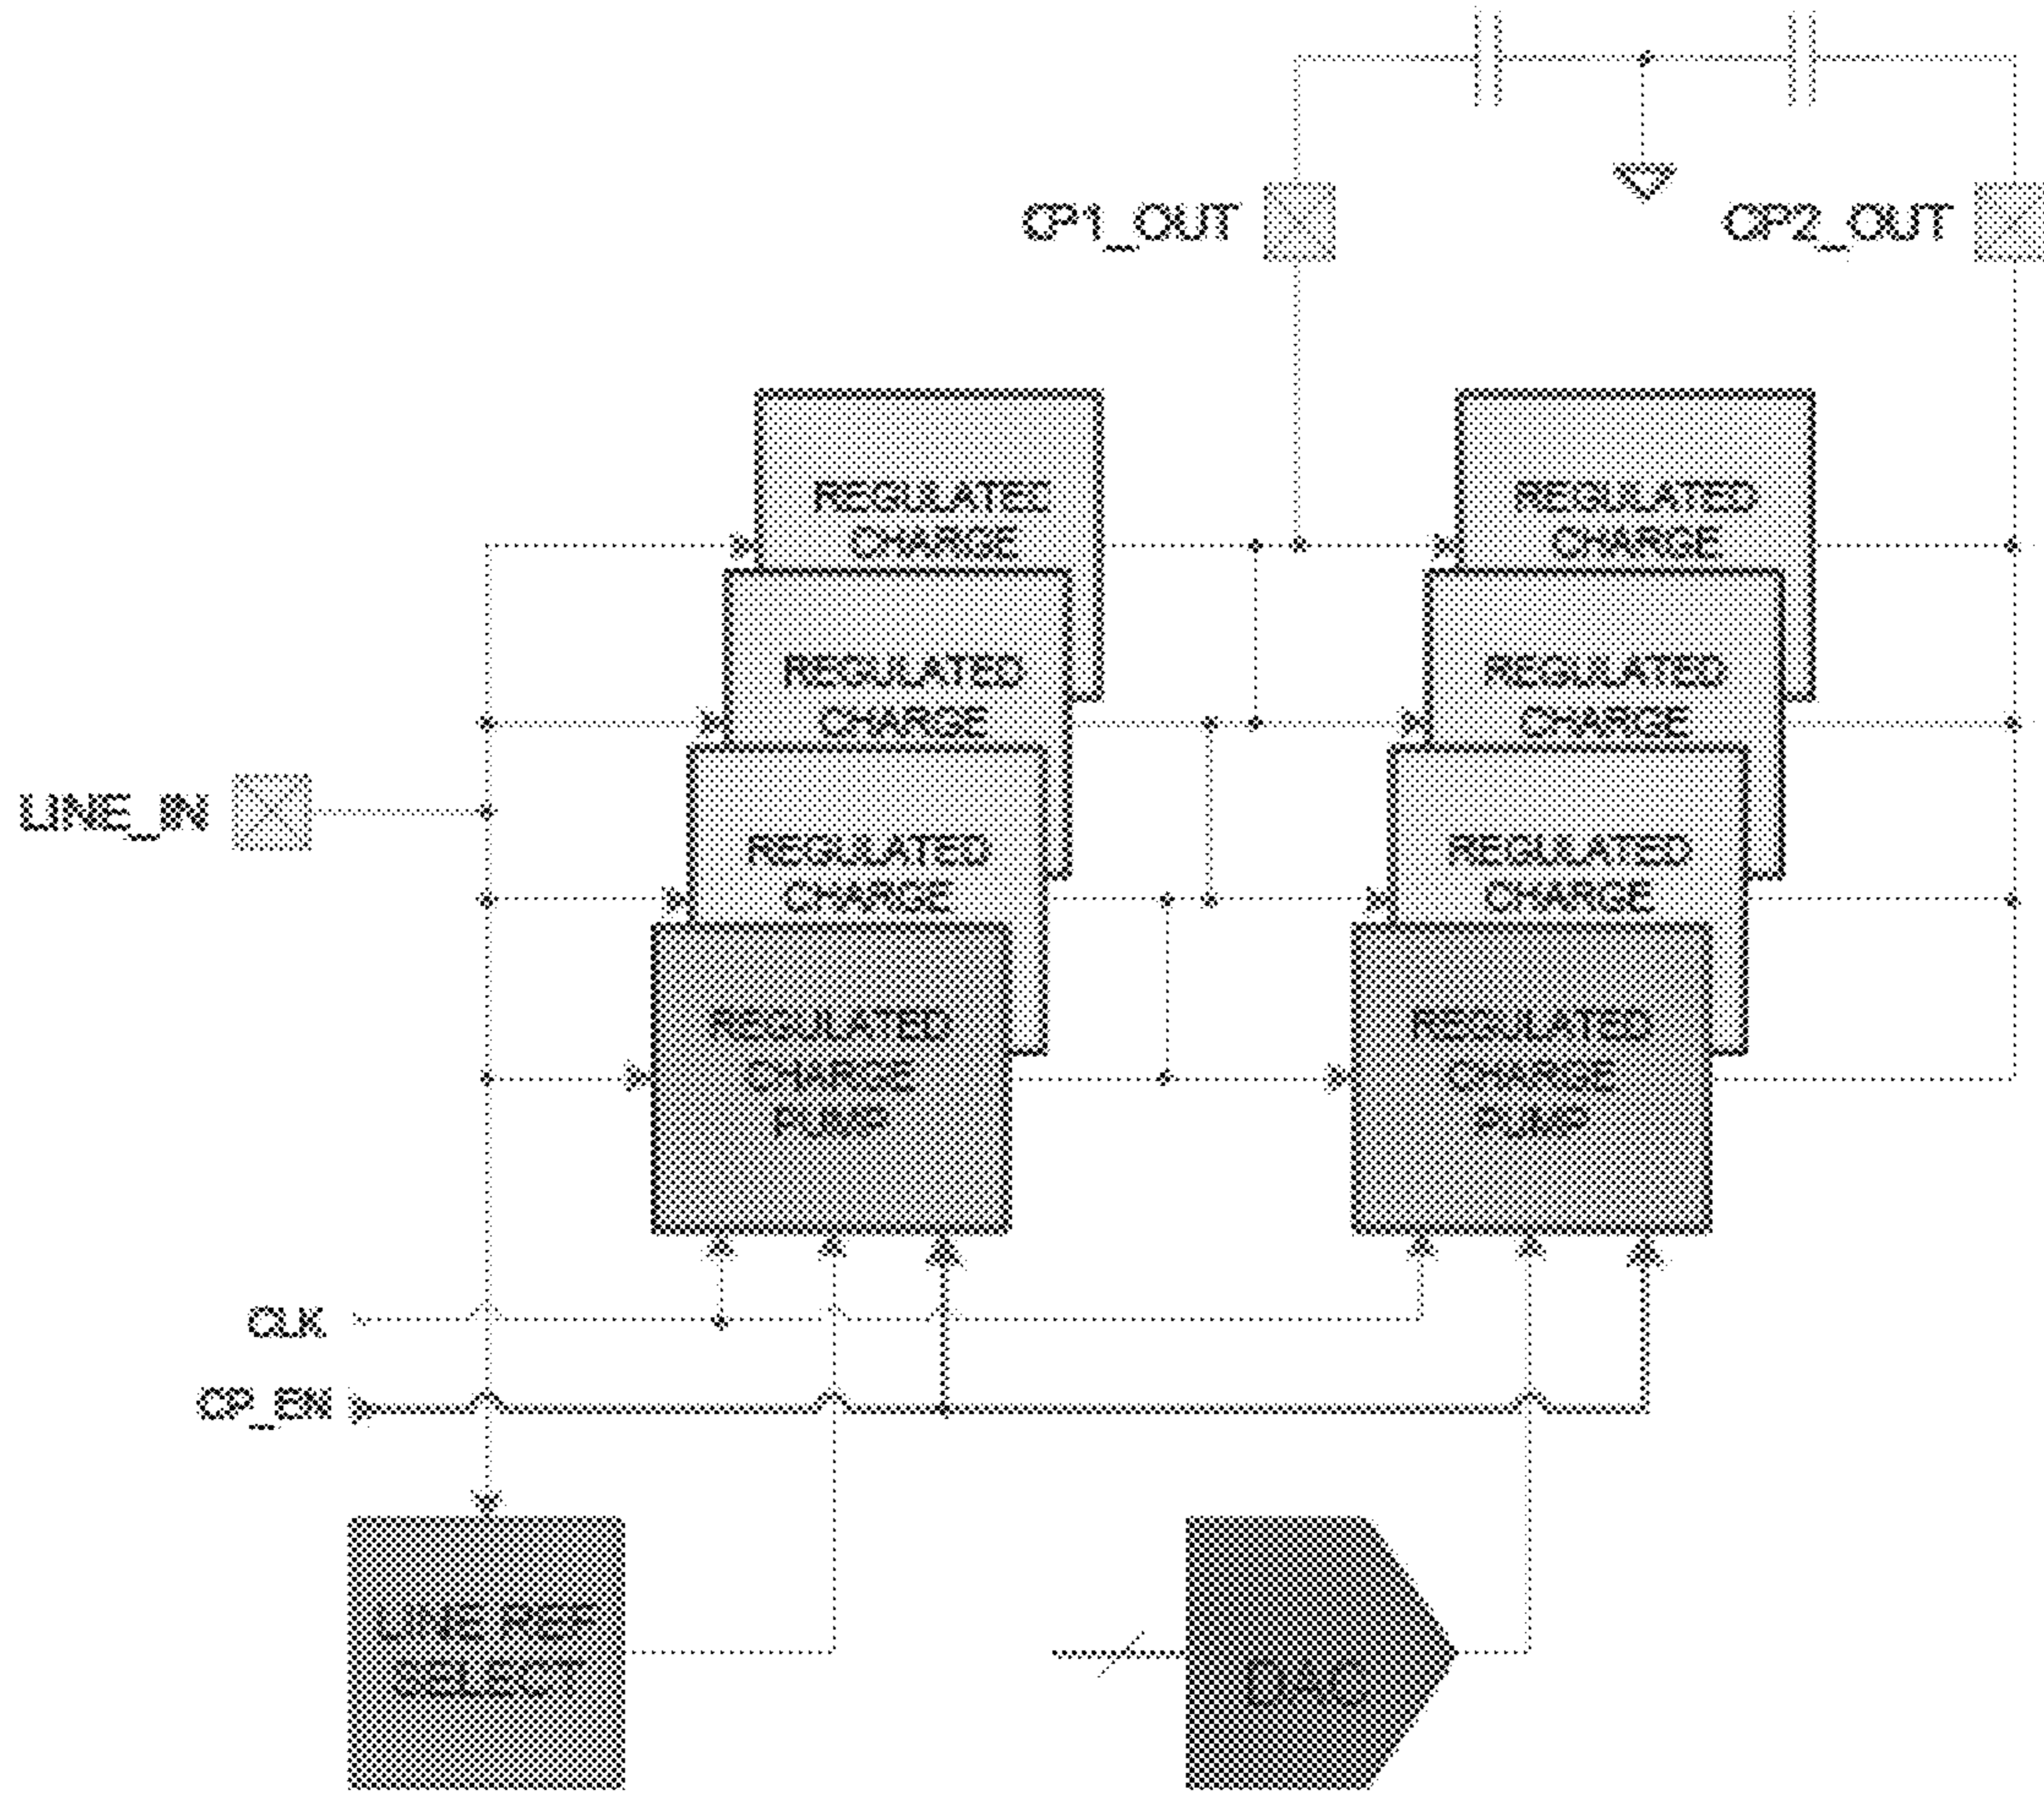 CP1_OUT
CP2_OUT
REGULATED
CHARGE
REGULATED
CHARGE
REGULATED
CHARGE
REGULATED
CHARGE
LINE_IN
REGULATED
CHARGE
REGULATED
CHARGE
REGULATED
CHARGE
PUMP
REGULATED
CHARGE
PUMP
CLK
CP_EN
LINE REF
SELECT
DAC